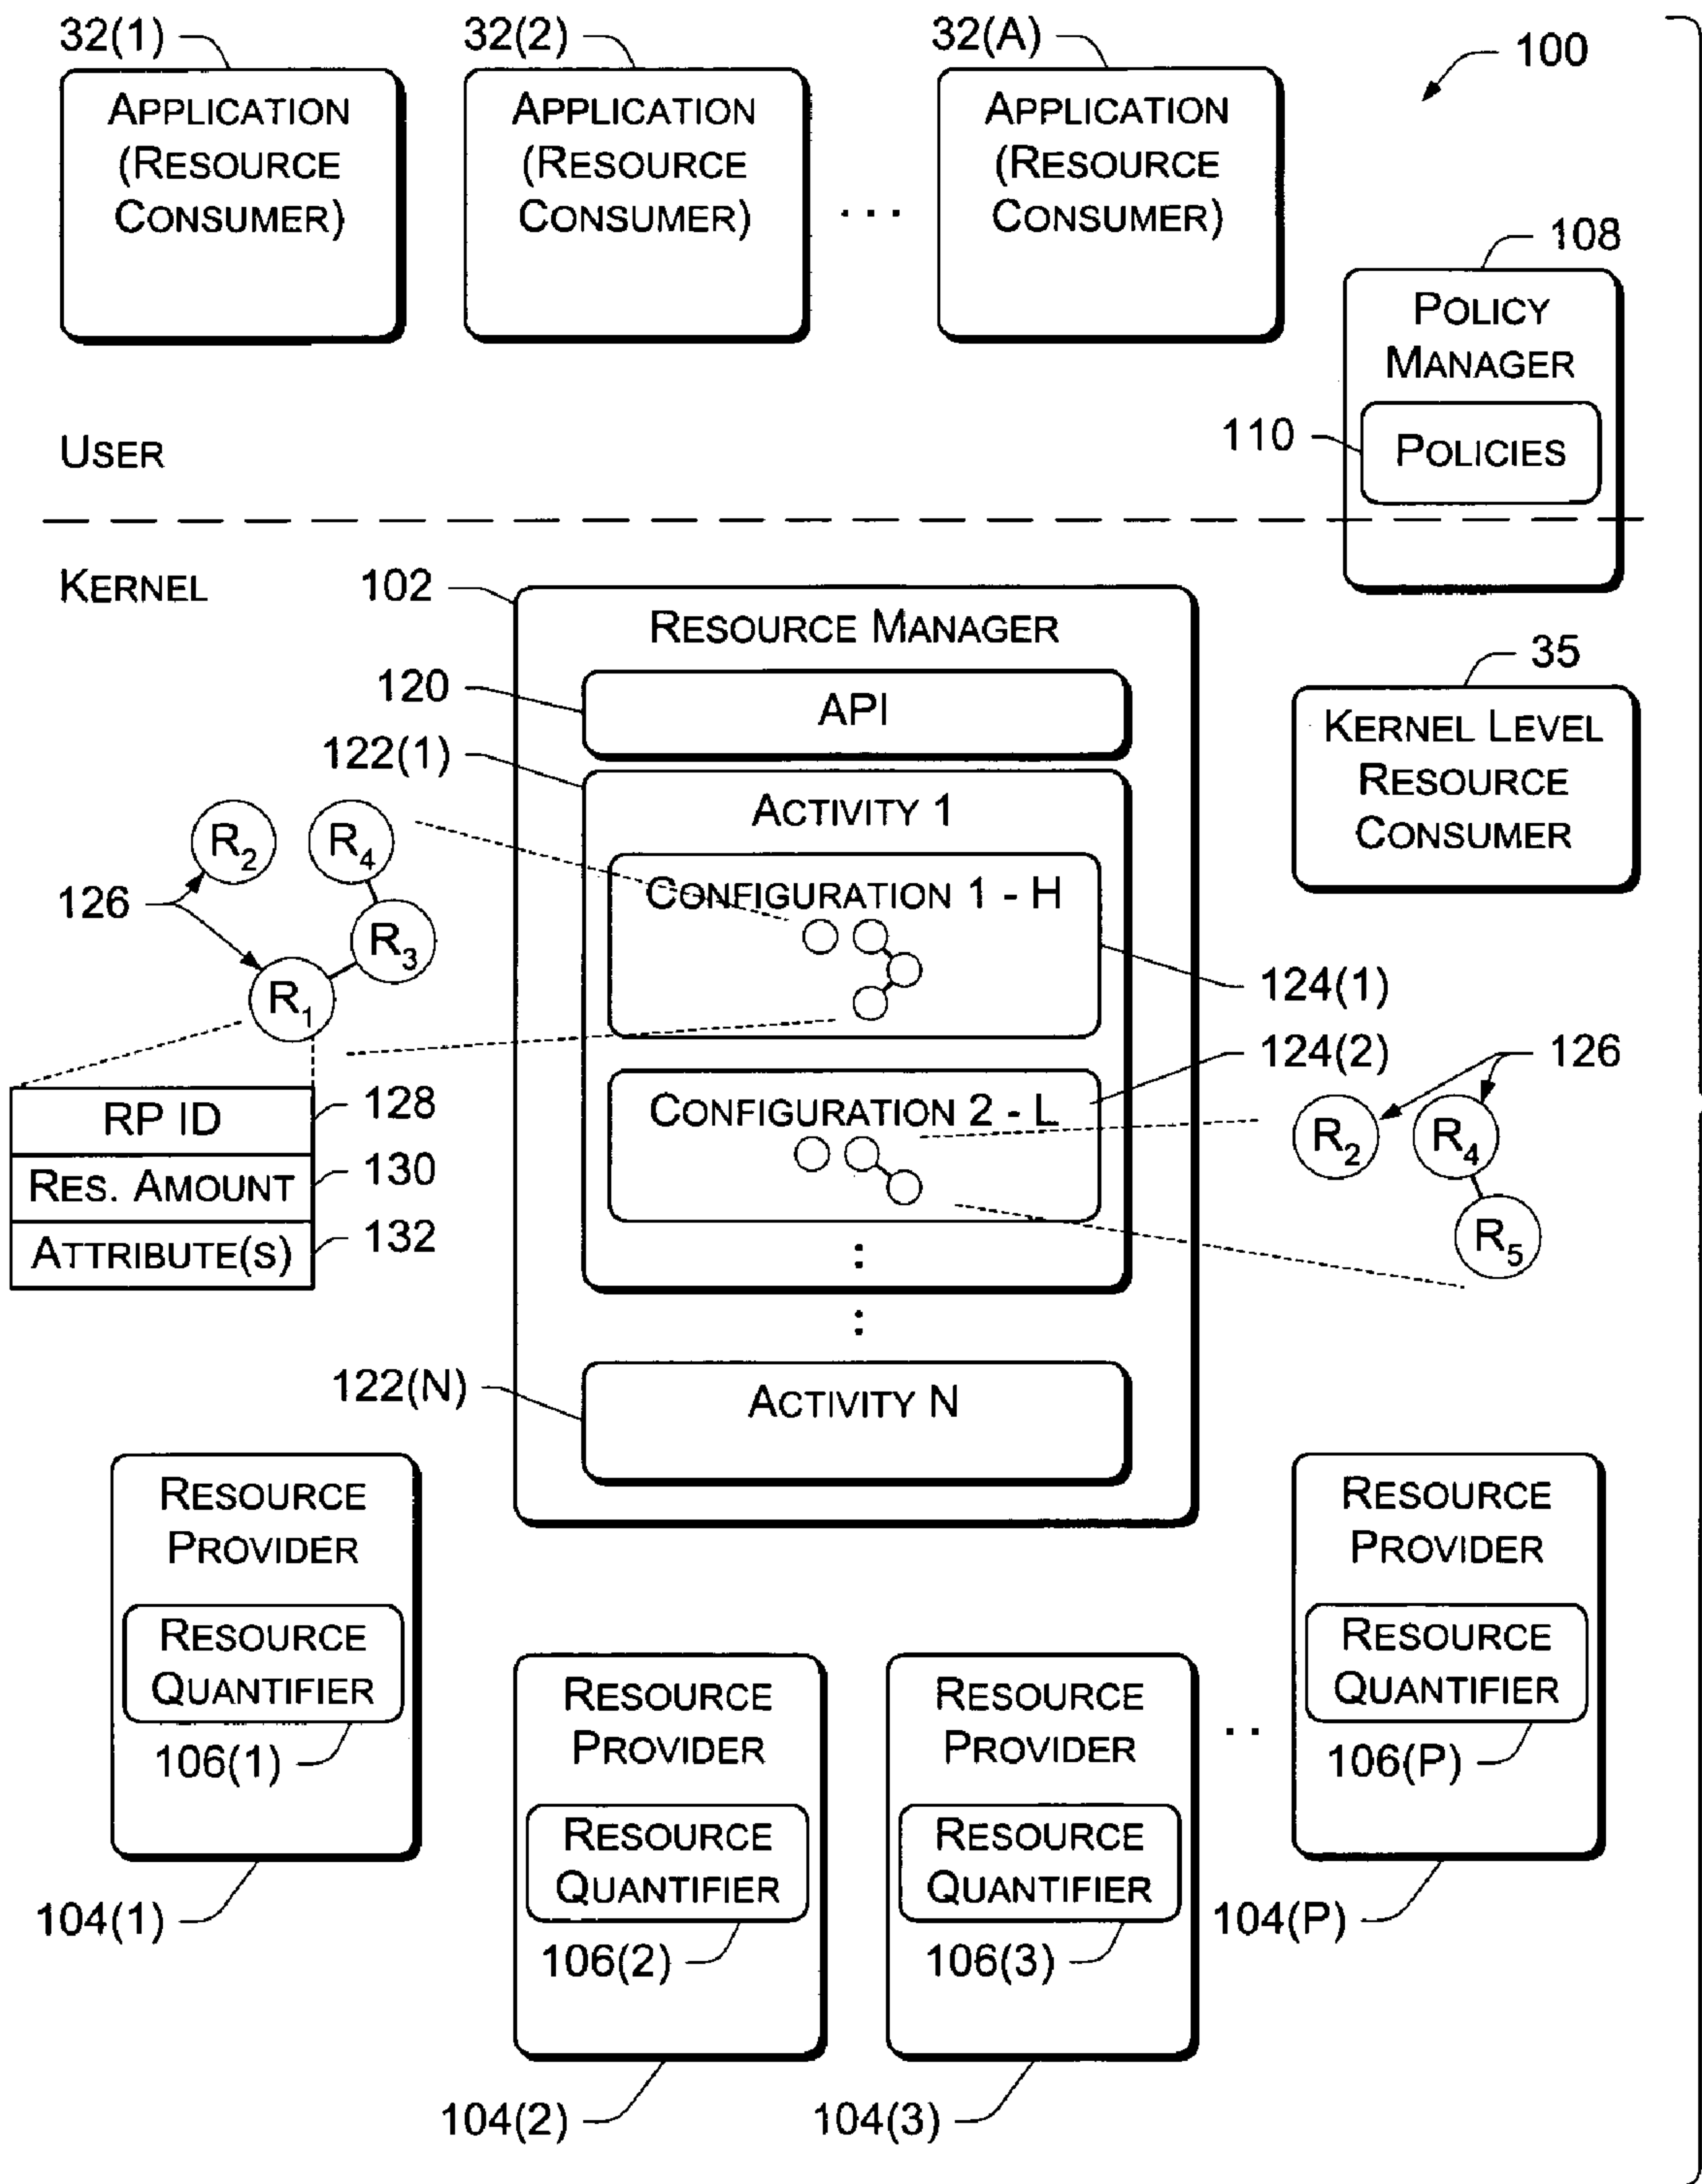 32(1)
32(2)
32(A)
100
APPLICATION
(RESOURCE
CONSUMER)
APPLICATION
(RESOURCE
CONSUMER)
...
APPLICATION
(RESOURCE
CONSUMER)
108
POLICY
MANAGER
110
POLICIES
USER
KERNEL
102
RESOURCE MANAGER
120
API
35
KERNEL LEVEL
RESOURCE
CONSUMER
122(1)
ACTIVITY 1
CONFIGURATION 1 - H
R2
R4
126
R3
R1
124(1)
124(2)
126
CONFIGURATION 2 - L
R2
R4
R5
RP ID
128
RES. AMOUNT
130
ATTRIBUTE(S)
132
:
:
122(N)
ACTIVITY N
RESOURCE
PROVIDER
RESOURCE
QUANTIFIER
106(1)
104(1)
RESOURCE
PROVIDER
RESOURCE
QUANTIFIER
106(2)
104(2)
RESOURCE
PROVIDER
RESOURCE
QUANTIFIER
106(3)
104(3)
..
RESOURCE
PROVIDER
RESOURCE
QUANTIFIER
106(P)
104(P)